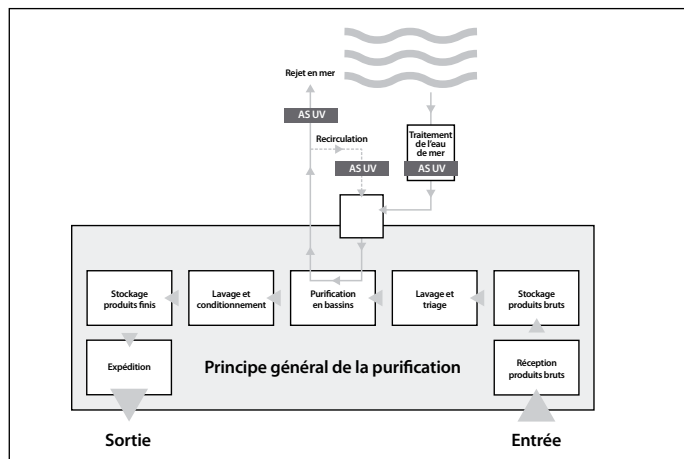 Rejet en mer
AS UV
Recirculation
AS UV
Traitement
de l'eau
de mer
AS UV
Stockage
produits finis
Lavage et
conditionnement
Purification
en bassins
Lavage et
triage
Stockage
produits bruts
Expédition
Principe général de la purification
Réception
produits bruts
Sortie
Entrée